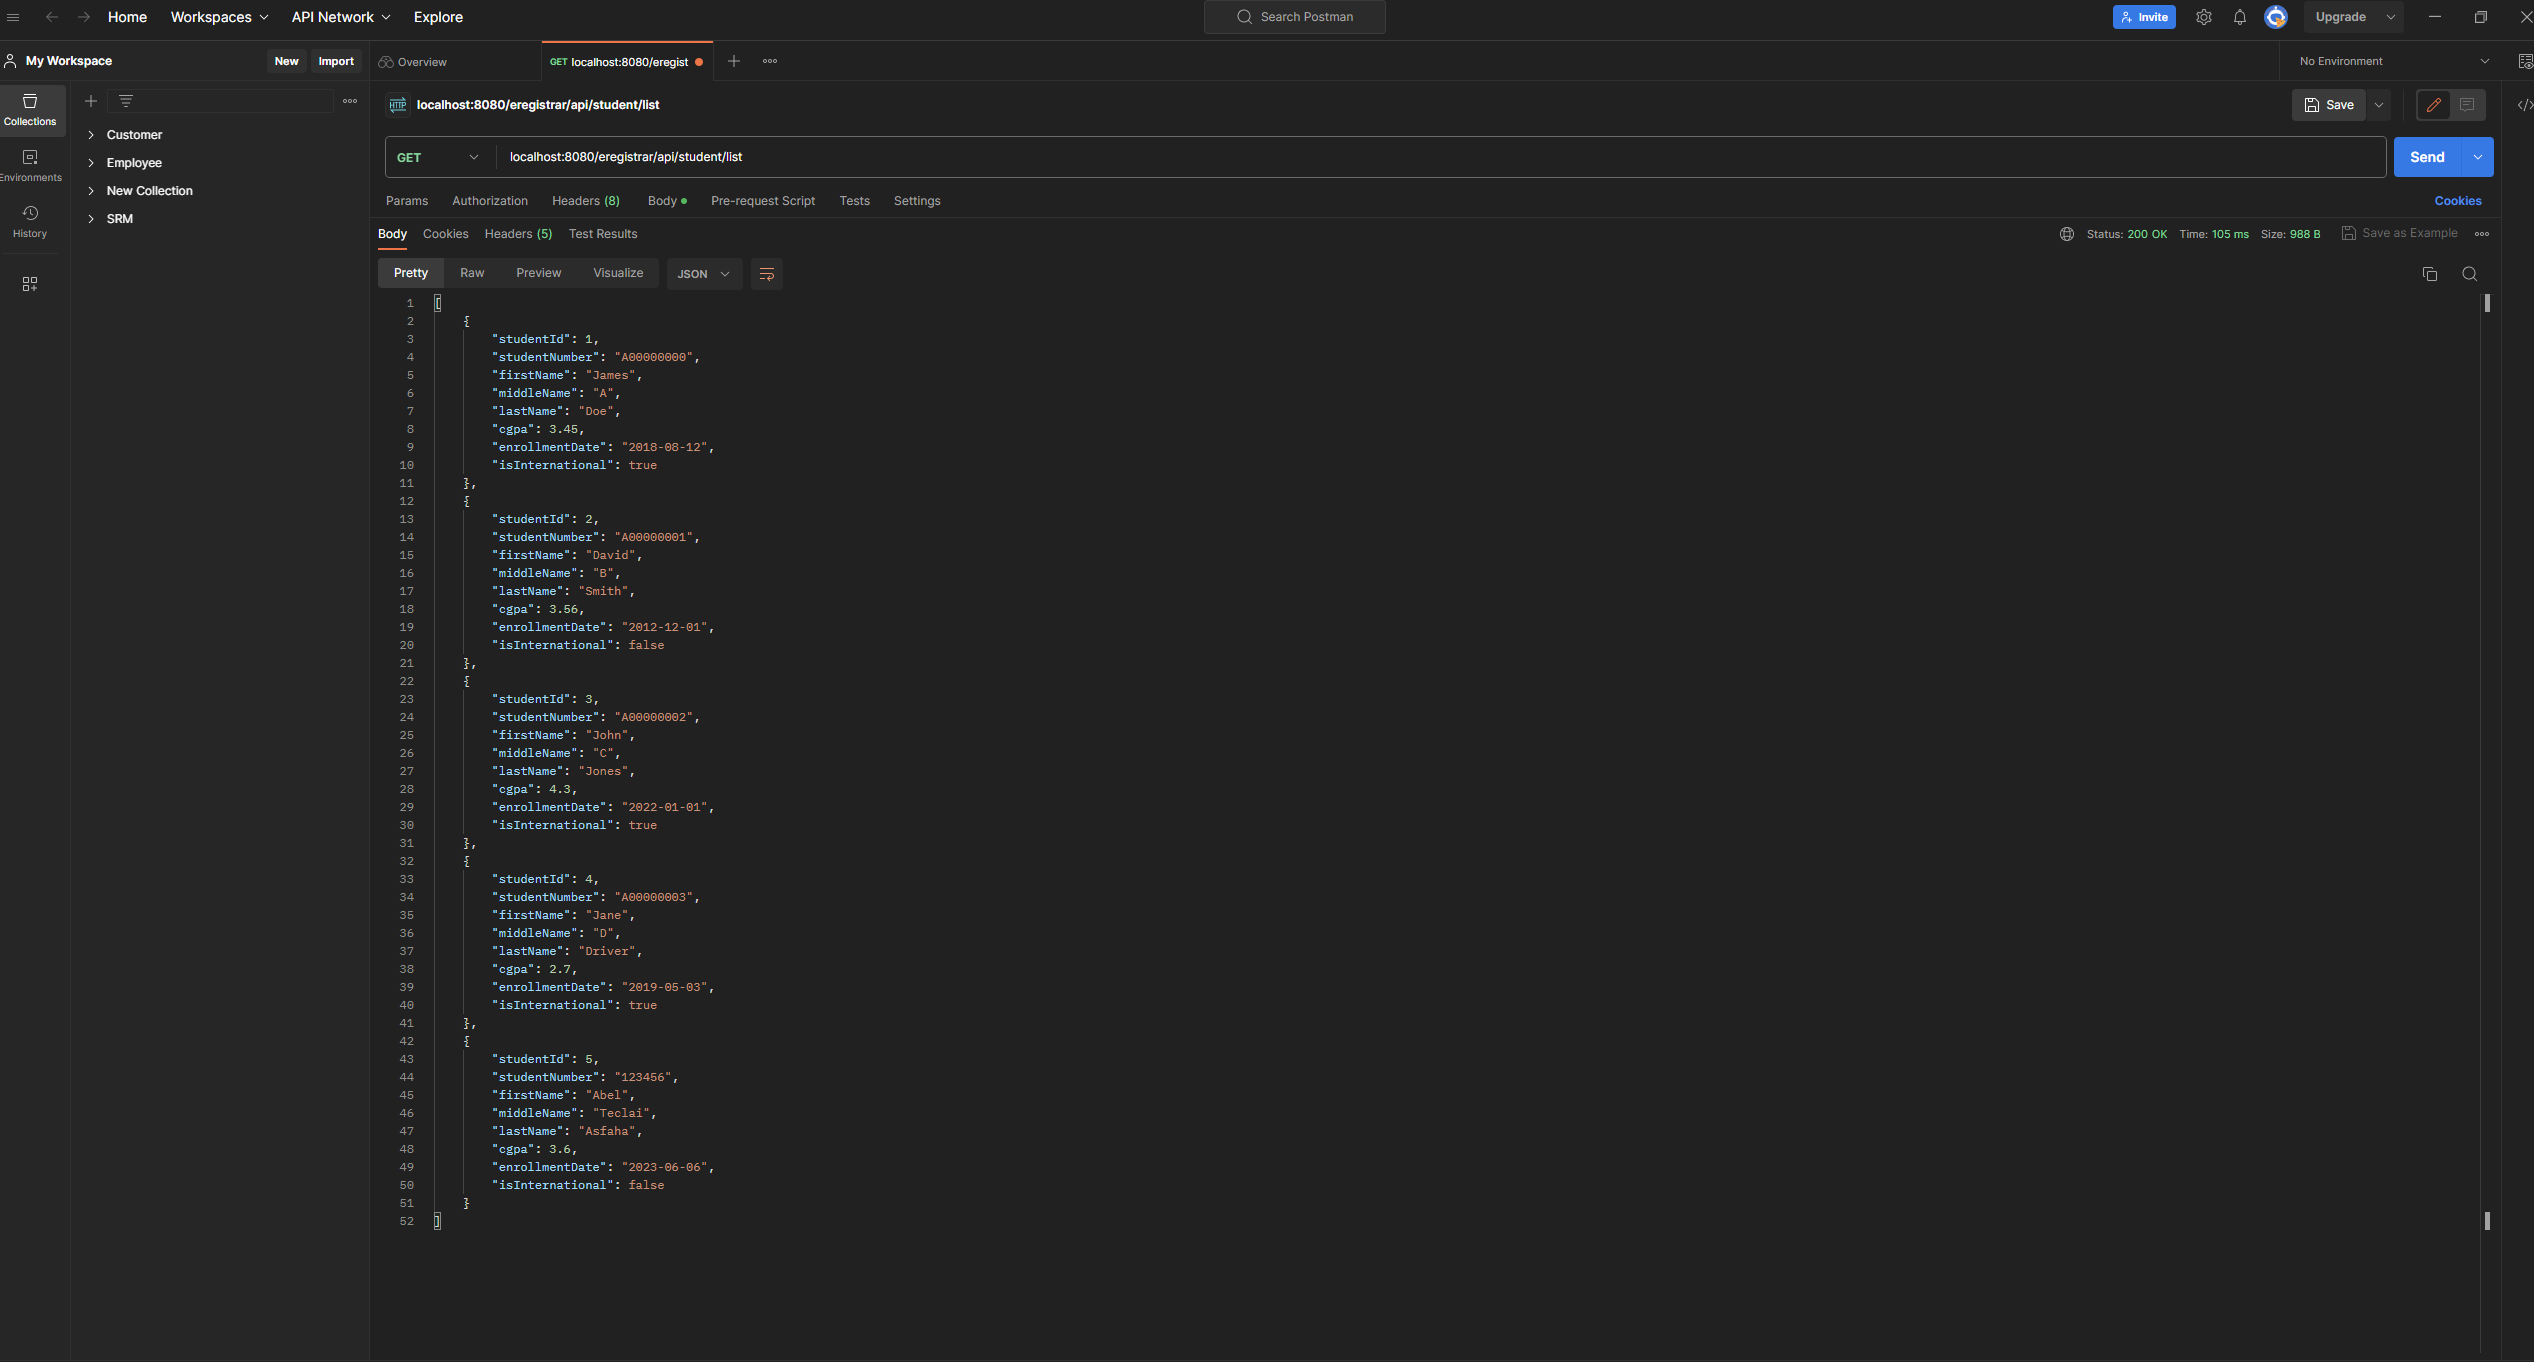 Home Workspaces API Network Explore Search Postman Invite Upgrade
My Workspace New Import Overview GET localhost:8080/eregist No Environment
Collections
Environments
History
Customer
Employee
New Collection
SRM
HTTP localhost:8080/eregistrar/api/student/list Save
GET localhost:8080/eregistrar/api/student/list Send
Params Authorization Headers (8) Body Pre-request Script Tests Settings Cookies
Body Cookies Headers (5) Test Results Status: 200 OK Time: 105 ms Size: 988 B Save as Example
Pretty Raw Preview Visualize JSON
1 [
2 {
3 "studentId": 1,
4 "studentNumber": "A00000000",
5 "firstName": "James",
6 "middleName": "A",
7 "lastName": "Doe",
8 "cgpa": 3.45,
9 "enrollmentDate": "2018-08-12",
10 "isInternational": true
11 },
12 {
13 "studentId": 2,
14 "studentNumber": "A00000001",
15 "firstName": "David",
16 "middleName": "B",
17 "lastName": "Smith",
18 "cgpa": 3.56,
19 "enrollmentDate": "2012-12-01",
20 "isInternational": false
21 },
22 {
23 "studentId": 3,
24 "studentNumber": "A00000002",
25 "firstName": "John",
26 "middleName": "C",
27 "lastName": "Jones",
28 "cgpa": 4.3,
29 "enrollmentDate": "2022-01-01",
30 "isInternational": true
31 },
32 {
33 "studentId": 4,
34 "studentNumber": "A00000003",
35 "firstName": "Jane",
36 "middleName": "D",
37 "lastName": "Driver",
38 "cgpa": 2.7,
39 "enrollmentDate": "2019-05-03",
40 "isInternational": true
41 },
42 {
43 "studentId": 5,
44 "studentNumber": "123456",
45 "firstName": "Abel",
46 "middleName": "Teclai",
47 "lastName": "Asfaha",
48 "cgpa": 3.6,
49 "enrollmentDate": "2023-06-06",
50 "isInternational": false
51 }
52 ]